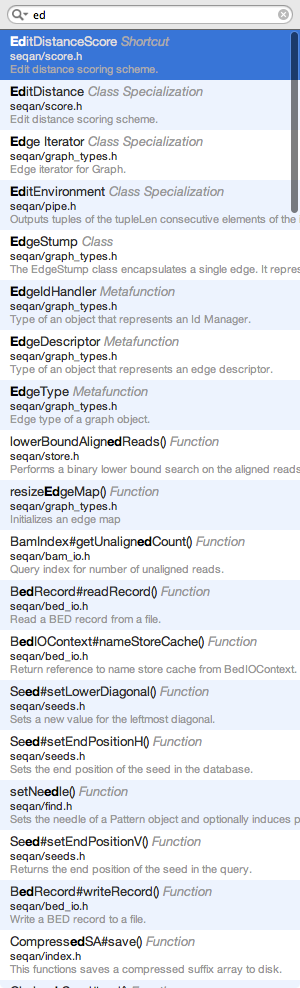 ed
EditDistanceScore Shortcut
seqan/score.h
Edit distance scoring scheme.
EditDistance Class Specialization
seqan/score.h
Edit distance scoring scheme.
Edge Iterator Class Specialization
seqan/graph_types.h
Edge iterator for Graph.
EditEnvironment Class Specialization
seqan/pipe.h
Outputs tuples of the tupleLen consecutive elements of the
EdgeStump Class
seqan/graph_types.h
The EdgeStump class encapsulates a single edge. It repres
EdgeIdHandler Metafunction
seqan/graph_types.h
Type of an object that represents an Id Manager.
EdgeDescriptor Metafunction
seqan/graph_types.h
Type of an object that represents an edge descriptor.
EdgeType Metafunction
seqan/graph_types.h
Edge type of a graph object.
lowerBoundAlignedReads() Function
seqan/store.h
Performs a binary lower bound search on the aligned reads
resizeEdgeMap() Function
seqan/graph_types.h
Initializes an edge map
BamIndex#getUnalignedCount() Function
seqan/bam_io.h
Query index for number of unaligned reads.
BedRecord#readRecord() Function
seqan/bed_io.h
Read a BED record from a file.
BedIOContext#nameStoreCache() Function
seqan/bed_io.h
Return reference to name store cache from BedIOContext.
Seed#setLowerDiagonal() Function
seqan/seeds.h
Sets a new value for the leftmost diagonal.
Seed#setEndPositionH() Function
seqan/seeds.h
Sets the end position of the seed in the database.
setNeedle() Function
seqan/find.h
Sets the needle of a Pattern object and optionally induces p
Seed#setEndPositionV() Function
seqan/seeds.h
Returns the end position of the seed in the query.
BedRecord#writeRecord() Function
seqan/bed_io.h
Write a BED record to a file.
CompressedSA#save() Function
seqan/index.h
This functions saves a compressed suffix array to disk.